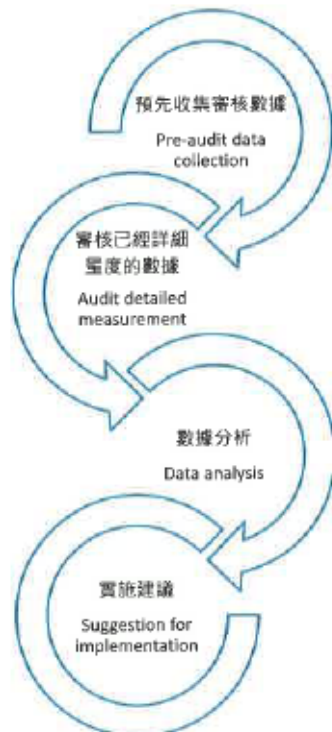 預先收集審核數據
Pre-audit data
collection
審核已經詳細
量度的數據
Audit detailed
measurement
數據分析
Data analysis
實施建議
Suggestion for
implementation